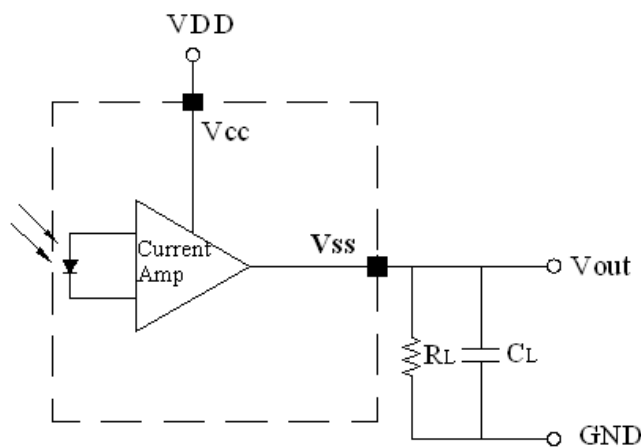 VDD
Vcc
Current
Amp
Vss
Vout
RL
CL
GND